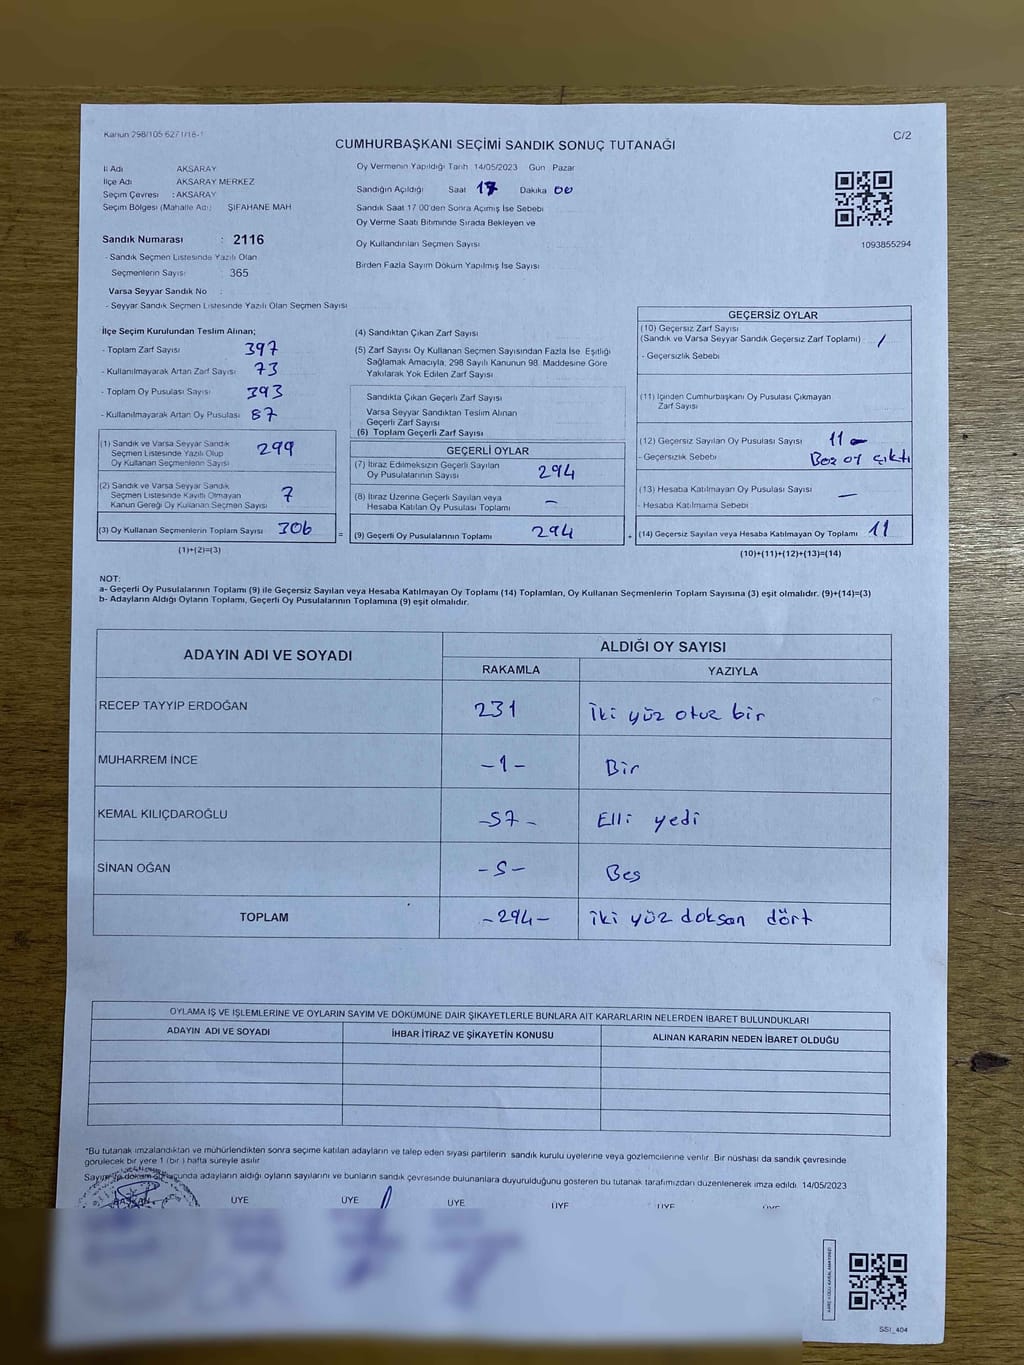 Kanun 298/105 6271/18-1
C/2
CUMHURBAŞKANI SEÇİMİ SANDIK SONUÇ TUTANAĞI
İl Adı AKSARAY
İlçe Adı AKSARAY MERKEZ
Seçim Çevresi : AKSARAY
Seçim Bölgesi (Mahalle Adı) ŞIFAHANE MAH
Oy Vermenin Yapıldığı Tarih 14/05/2023 Gün Pazar
Sandığın Açıldığı Saat 17 Dakika 00
Sandık Saat 17 00'den Sonra Açımış İse Sebebi
Oy Verme Saati Bitiminde Sırada Bekleyen ve
Oy Kullandırılan Seçmen Sayısı
Birden Fazla Sayım Döküm Yapılmış İse Sayısı
1093855294
Sandık Numarası : 2116
- Sandık Seçmen Listesinde Yazılı Olan
Seçmenlerin Sayısı : 365
Varsa Seyyar Sandık No :
- Seyyar Sandık Seçmen Listesinde Yazılı Olan Seçmen Sayısı
İlçe Seçim Kurulundan Teslim Alınan;
- Toplam Zarf Sayısı 397
- Kullanılmayarak Artan Zarf Sayısı 73
- Toplam Oy Pusulası Sayısı 393
- Kullanılmayarak Artan Oy Pusulası 87
(1) Sandık ve Varsa Seyyar Sandık
Seçmen Listesinde Yazılı Olup
Oy Kullanan Seçmenlerin Sayısı 299
(2) Sandık ve Varsa Seyyar Sandık
Seçmen Listesinde Kayıtlı Olmayan
Kanun Gereği Oy Kullanan Seçmen Sayısı 7
(3) Oy Kullanan Seçmenlerin Toplam Sayısı 306 =
(1)+(2)=(3)
(4) Sandıktan Çıkan Zarf Sayısı
(5) Zarf Sayısı Oy Kullanan Seçmen Sayısından Fazla İse Eşitliği
Sağlamak Amacıyla, 298 Sayılı Kanunun 98. Maddesine Göre
Yakılarak Yok Edilen Zarf Sayısı
Sandıkta Çıkan Geçerli Zarf Sayısı
Varsa Seyyar Sandıktan Teslim Alınan
Geçerli Zarf Sayısı
(6) Toplam Geçerli Zarf Sayısı
GEÇERLİ OYLAR
(7) İtiraz Edilmeksizin Geçerli Sayılan
Oy Pusulalarının Sayısı 294
(8) İtiraz Üzerine Geçerli Sayılan veya
Hesaba Katılan Oy Pusulası Toplamı –
(9) Geçerli Oy Pusulalarının Toplamı 294 +
GEÇERSİZ OYLAR
(10) Geçersiz Zarf Sayısı
(Sandık ve Varsa Seyyar Sandık Geçersiz Zarf Toplamı) /
- Geçersizlik Sebebi
(11) İçinden Cumhurbaşkanı Oy Pusulası Çıkmayan
Zarf Sayısı
(12) Geçersiz Sayılan Oy Pusulası Sayısı 11 -
- Geçersizlik Sebebi Boz oy çıktı
(13) Hesaba Katılmayan Oy Pusulası Sayısı –
- Hesaba Katılmama Sebebi
(14) Geçersiz Sayılan veya Hesaba Katılmayan Oy Toplamı 11
(10)+(11)+(12)+(13)=(14)
NOT:
a- Geçerli Oy Pusulalarının Toplamı (9) ile Geçersiz Sayılan veya Hesaba Katılmayan Oy Toplamı (14) Toplamları, Oy Kullanan Seçmenlerin Toplam Sayısına (3) eşit olmalıdır. (9)+(14)=(3)
b- Adayların Aldığı Oyların Toplamı, Geçerli Oy Pusulalarının Toplamına (9) eşit olmalıdır.
ADAYIN ADI VE SOYADI
ALDIĞI OY SAYISI
RAKAMLA YAZIYLA
RECEP TAYYIP ERDOĞAN 231 İki yüz otuz bir
MUHARREM İNCE -1- Bir
KEMAL KILIÇDAROĞLU -57- Elli yedi
SİNAN OĞAN -5- Beş
TOPLAM -294- iki yüz doksan dört
OYLAMA İŞ VE İŞLEMLERİNE VE OYLARIN SAYIM VE DÖKÜMÜNE DAİR ŞİKAYETLERLE BUNLARA AİT KARARLARIN NELERDEN İBARET BULUNDUKLARI
ADAYIN ADI VE SOYADI İHBAR İTİRAZ VE ŞİKAYETİN KONUSU ALINAN KARARIN NEDEN İBARET OLDUĞU
*Bu tutanak imzalandıktan ve mühürlendikten sonra seçime katılan adayların ve talep eden siyasi partilerin sandık kurulu üyelerine veya gözlemcilerine verilir. Bir nüshası da sandık çevresinde
görülecek bir yere 1 (bir) hafta süreyle asılır.
adayların aldığı oyların sayılarını ve bunların sandık çevresinde bulunanlara duyurulduğunu gösteren bu tutanak tarafımızdan düzenlenerek imza edildi. 14/05/2023
BAŞKAN ÜYE ÜYE ÜYE ÜYE ÜYE ÜYE
SSI_404